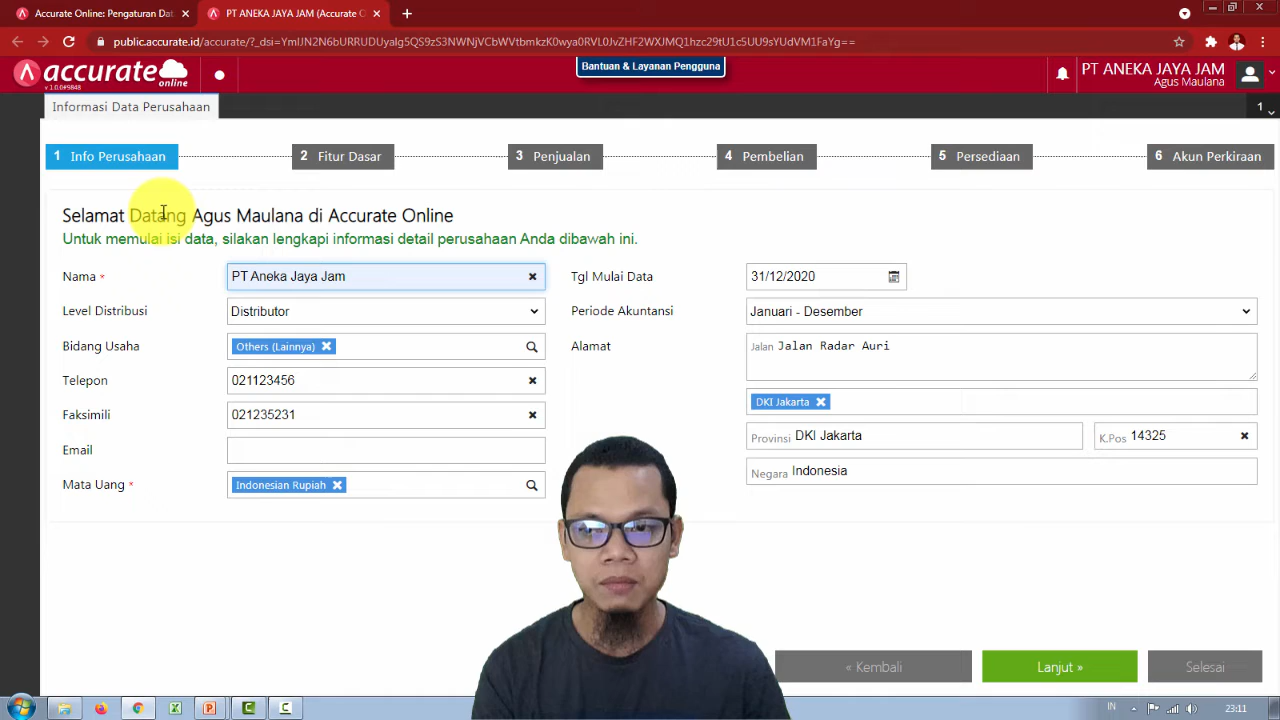 Accurate Online: Pengaturan Dat
PT ANEKA JAYA JAM (Accurate O
public.accurate.id/accurate/?_dsi=
accurate
online
v 1.0.0#9848
Bantuan & Layanan Pengguna
PT ANEKA JAYA JAM
Agus Maulana
Informasi Data Perusahaan
1
1 Info Perusahaan
2 Fitur Dasar
3 Penjualan
4 Pembelian
5 Persediaan
6 Akun Perkiraan
Selamat Datang Agus Maulana di Accurate Online
Untuk memulai isi data, silakan lengkapi informasi detail perusahaan Anda dibawah ini.
Nama * PT Aneka Jaya Jam
Tgl Mulai Data 31/12/2020
Level Distribusi Distributor
Periode Akuntansi Januari - Desember
Bidang Usaha Others (Lainnya)
Alamat Jalan Jalan Radar Auri
Telepon 021123456
DKI Jakarta
Faksimili 021235231
Provinsi DKI Jakarta K.Pos 14325
Email
Negara Indonesia
Mata Uang * Indonesian Rupiah
« Kembali
Lanjut »
Selesai
IN
23:11